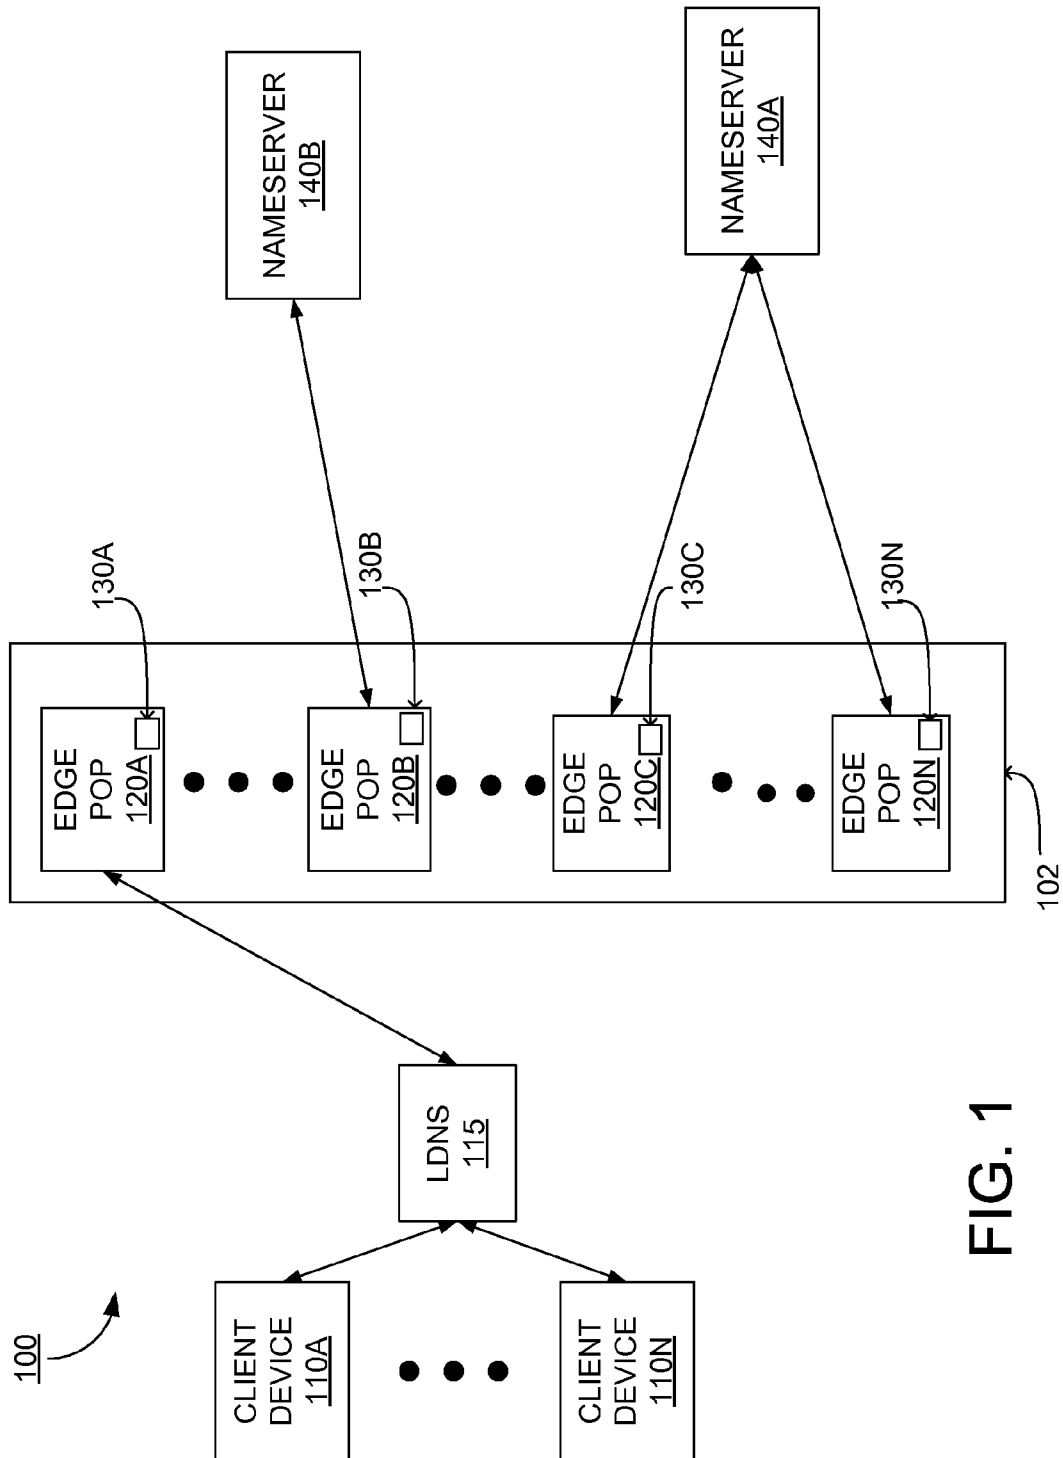 100
CLIENT
DEVICE
110A
CLIENT
DEVICE
110N
LDNS
115
EDGE
POP
120A
130A
EDGE
POP
120B
130B
EDGE
POP
120C
130C
EDGE
POP
120N
130N
102
NAMESERVER
140B
NAMESERVER
140A
FIG. 1